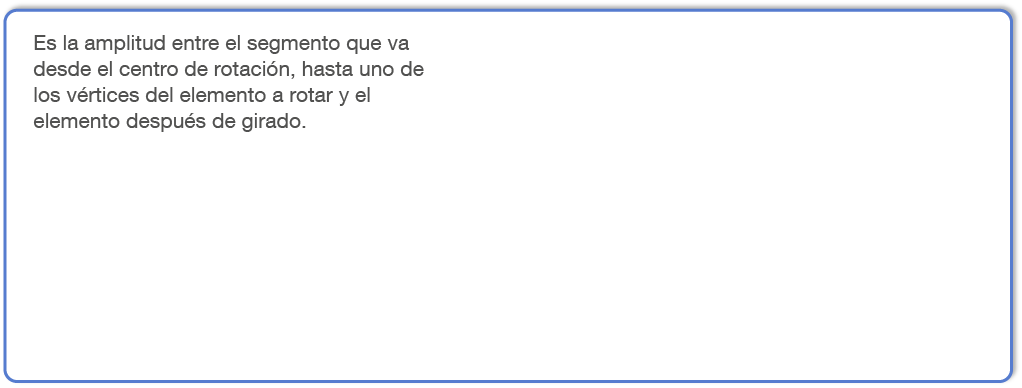 Es la amplitud entre el segmento que va
desde el centro de rotación, hasta uno de
los vértices del elemento a rotar y el
elemento después de girado.